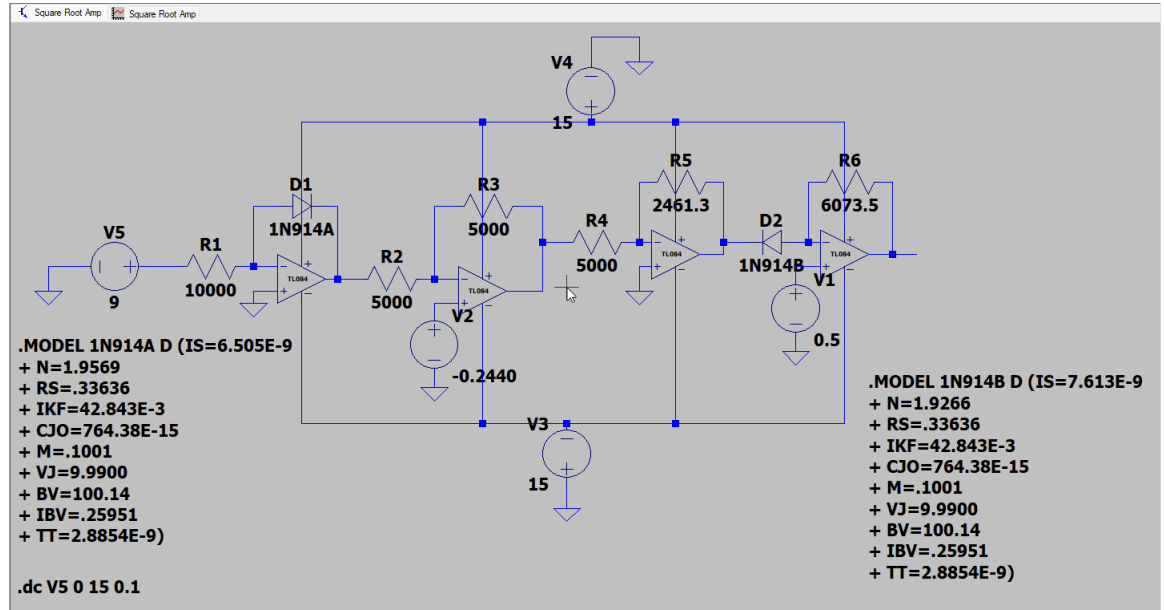 Square Root Amp Square Root Amp
V4
15
D1
1N914A
R3
5000
R5
2461.3
R6
6073.5
V5
9
R1
10000
TL084
R2
5000
TL084
R4
5000
TL084
D2
1N914B
TL084
V2
-0.2440
V1
0.5
V3
15
.MODEL 1N914A D (IS=6.505E-9
+ N=1.9569
+ RS=.33636
+ IKF=42.843E-3
+ CJO=764.38E-15
+ M=.1001
+ VJ=9.9900
+ BV=100.14
+ IBV=.25951
+ TT=2.8854E-9)
.dc V5 0 15 0.1
.MODEL 1N914B D (IS=7.613E-9
+ N=1.9266
+ RS=.33636
+ IKF=42.843E-3
+ CJO=764.38E-15
+ M=.1001
+ VJ=9.9900
+ BV=100.14
+ IBV=.25951
+ TT=2.8854E-9)